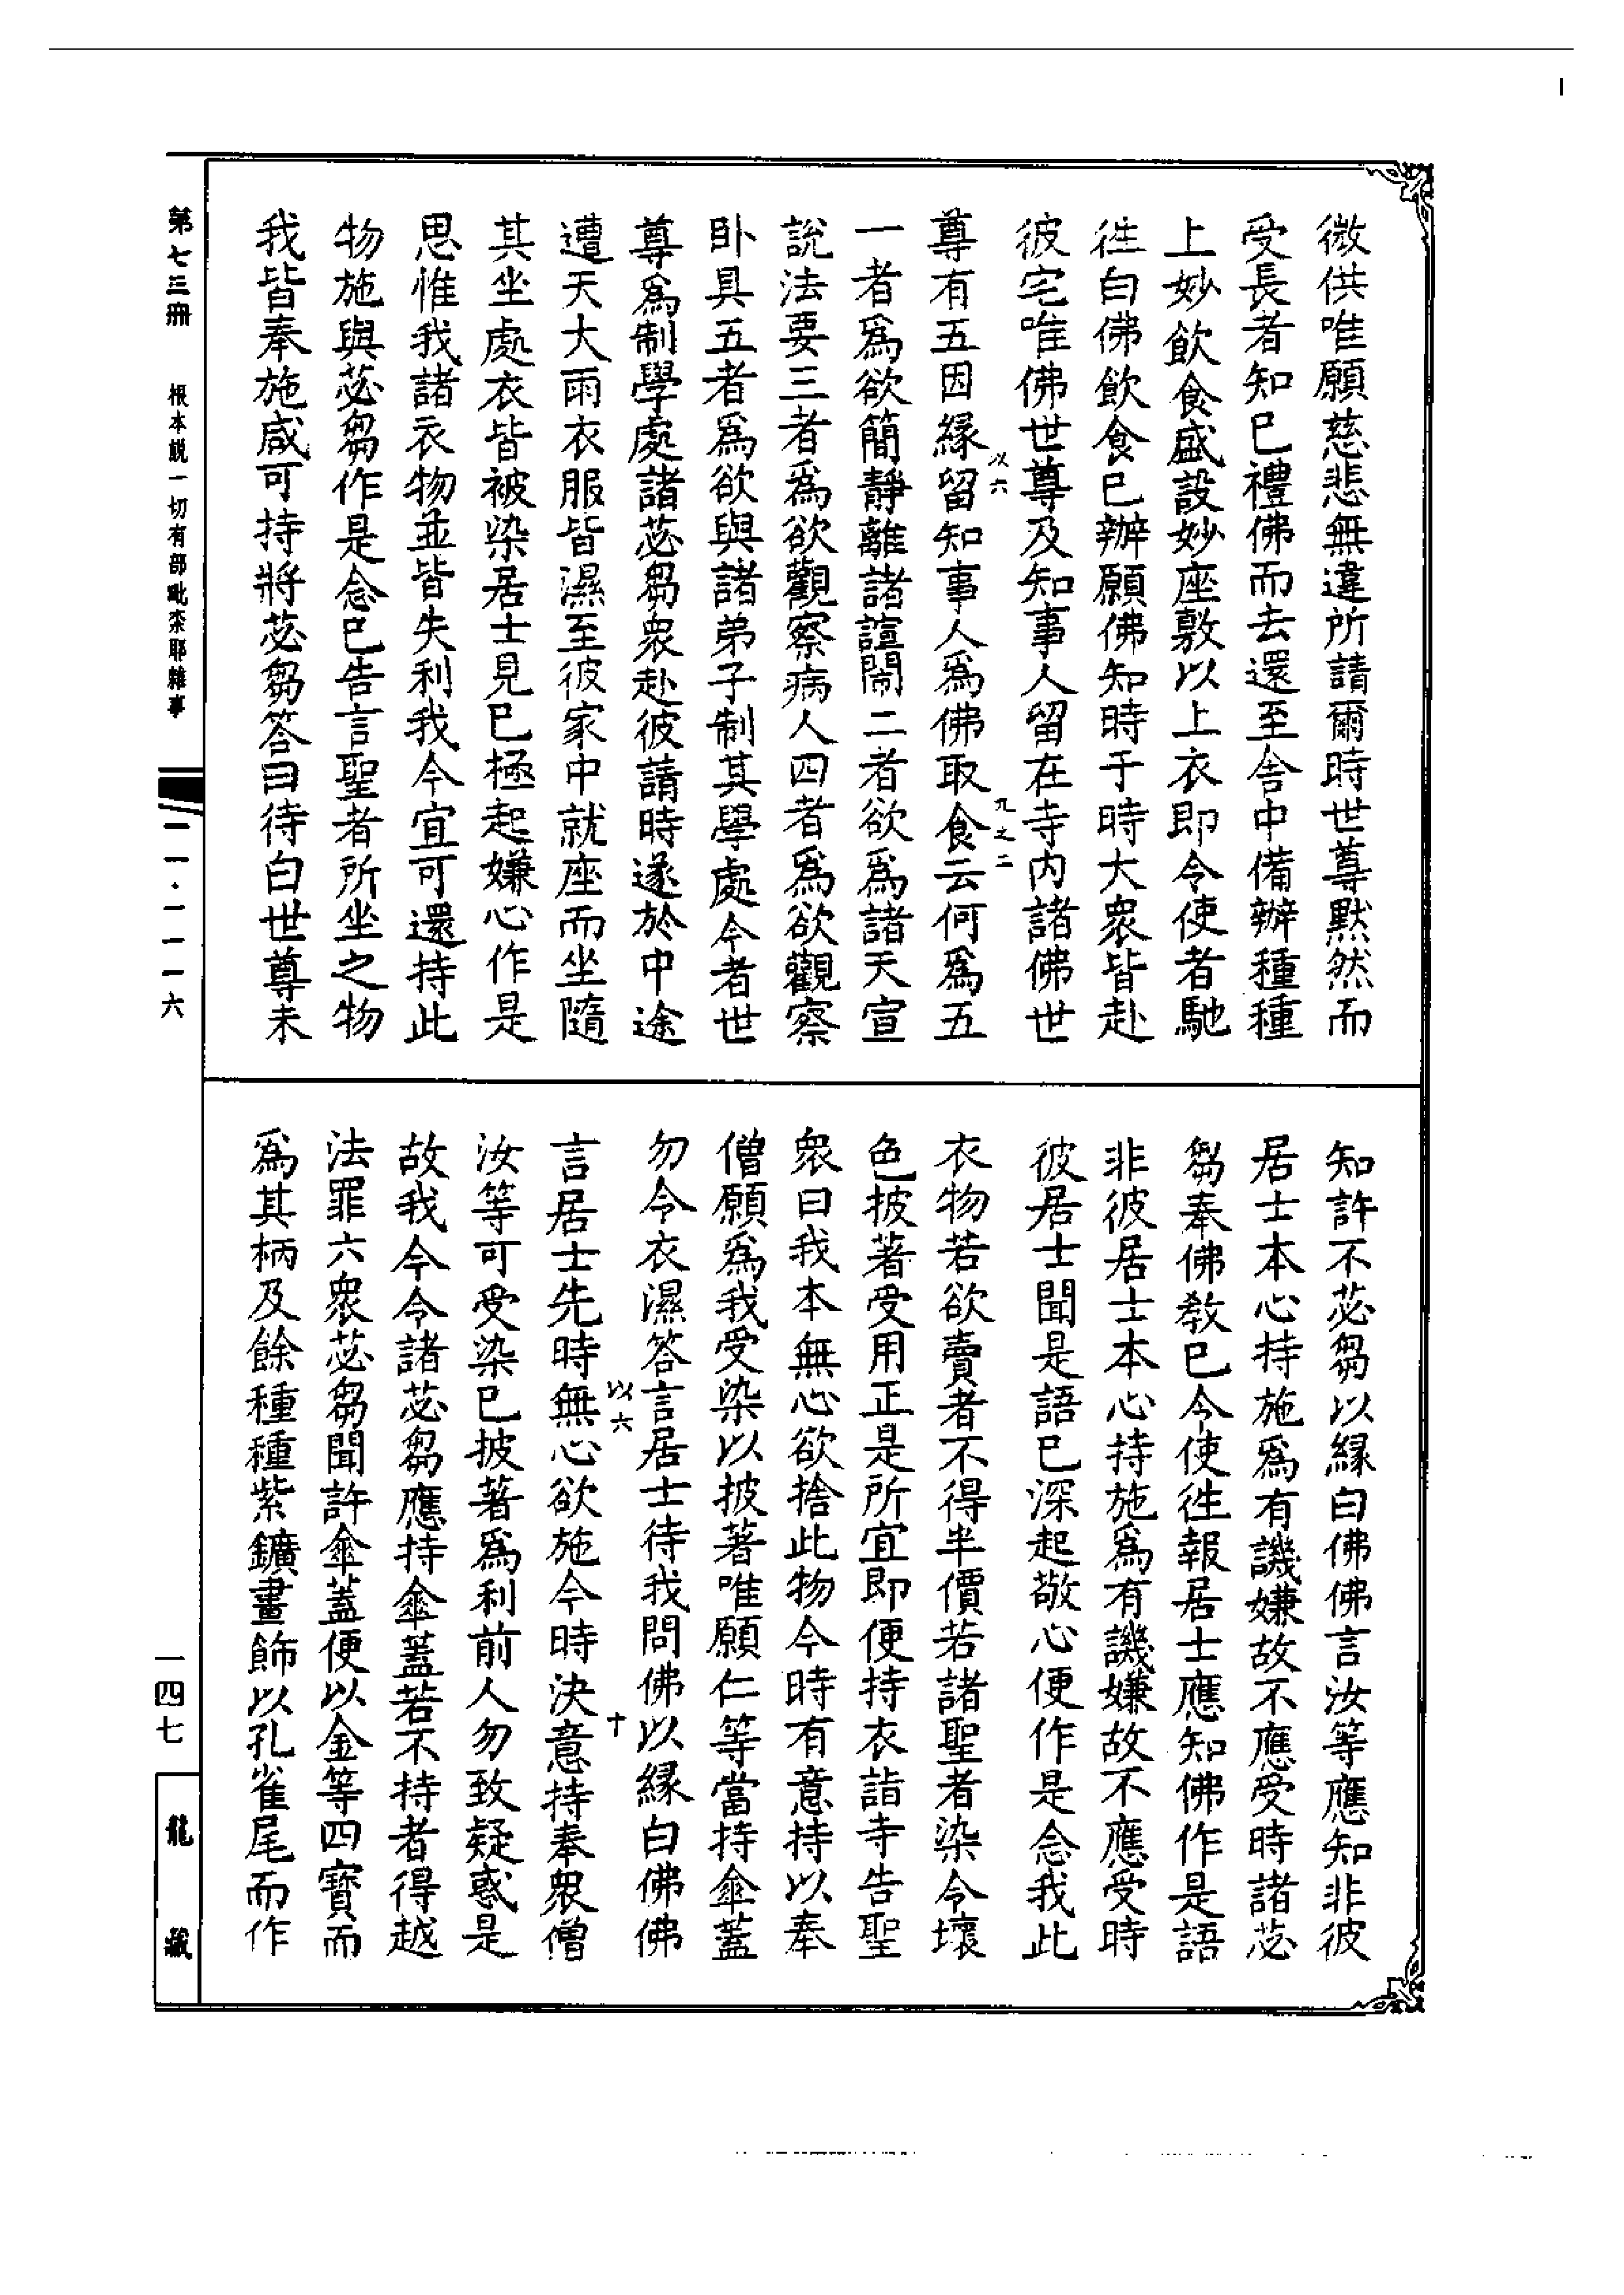 微供唯願慈悲無違所請爾時世尊默然而
受長者知已禮佛而去還至舍中備辦種種
上妙飲食盛設妙座敷以上衣即令使者馳
徃白佛飲食已辦願佛知時于時大衆皆赴
彼宅唯佛世尊及知事人留在寺內諸佛世
以六
九之二
尊有五因緣留知事人爲佛取食云何爲五
一者爲欲簡靜離諸諠鬧二者欲爲諸天宣
說法要三者爲欲觀察病人四者爲欲觀察
卧具五者爲欲與諸弟子制其學處今者世
尊爲制學處諸苾芻衆赴彼請時遂於中途
遭天大雨衣服皆濕至彼家中就座而坐隨
其坐處衣皆被染居士見已極起嫌心作是
思惟我諸衣物並皆失利我今宜可還持此
物施與苾芻作是念已告言聖者所坐之物
我皆奉施咸可持將苾芻答曰待白世尊未
知許不苾芻以緣白佛佛言汝等應知非彼
居士本心持施爲有譏嫌故不應受時諸苾
芻奉佛教已令使徃報居士應知佛作是語
非彼居士本心持施爲有譏嫌故不應受時
彼居士聞是語已深起敬心便作是念我此
衣物若欲賣者不得半價若諸聖者染令壞
色披著受用正是所宜即便持衣詣寺告聖
衆曰我本無心欲捨此物今時有意持以奉
僧願爲我受染以披著唯願仁等當持傘蓋
勿令衣濕答言居士待我問佛以緣白佛佛
以六
十
言居士先時無心欲施今時決意持奉衆僧
汝等可受染已披著爲利前人勿致疑惑是
故我今令諸苾芻應持傘蓋若不持者得越
法罪六衆苾芻聞許傘蓋便以金等四寶而
爲其柄及餘種種紫鑛畫飾以孔雀尾而作
第七三冊
根本說一切有部毗柰耶雜事
一一·一一一六
一四七
龍藏